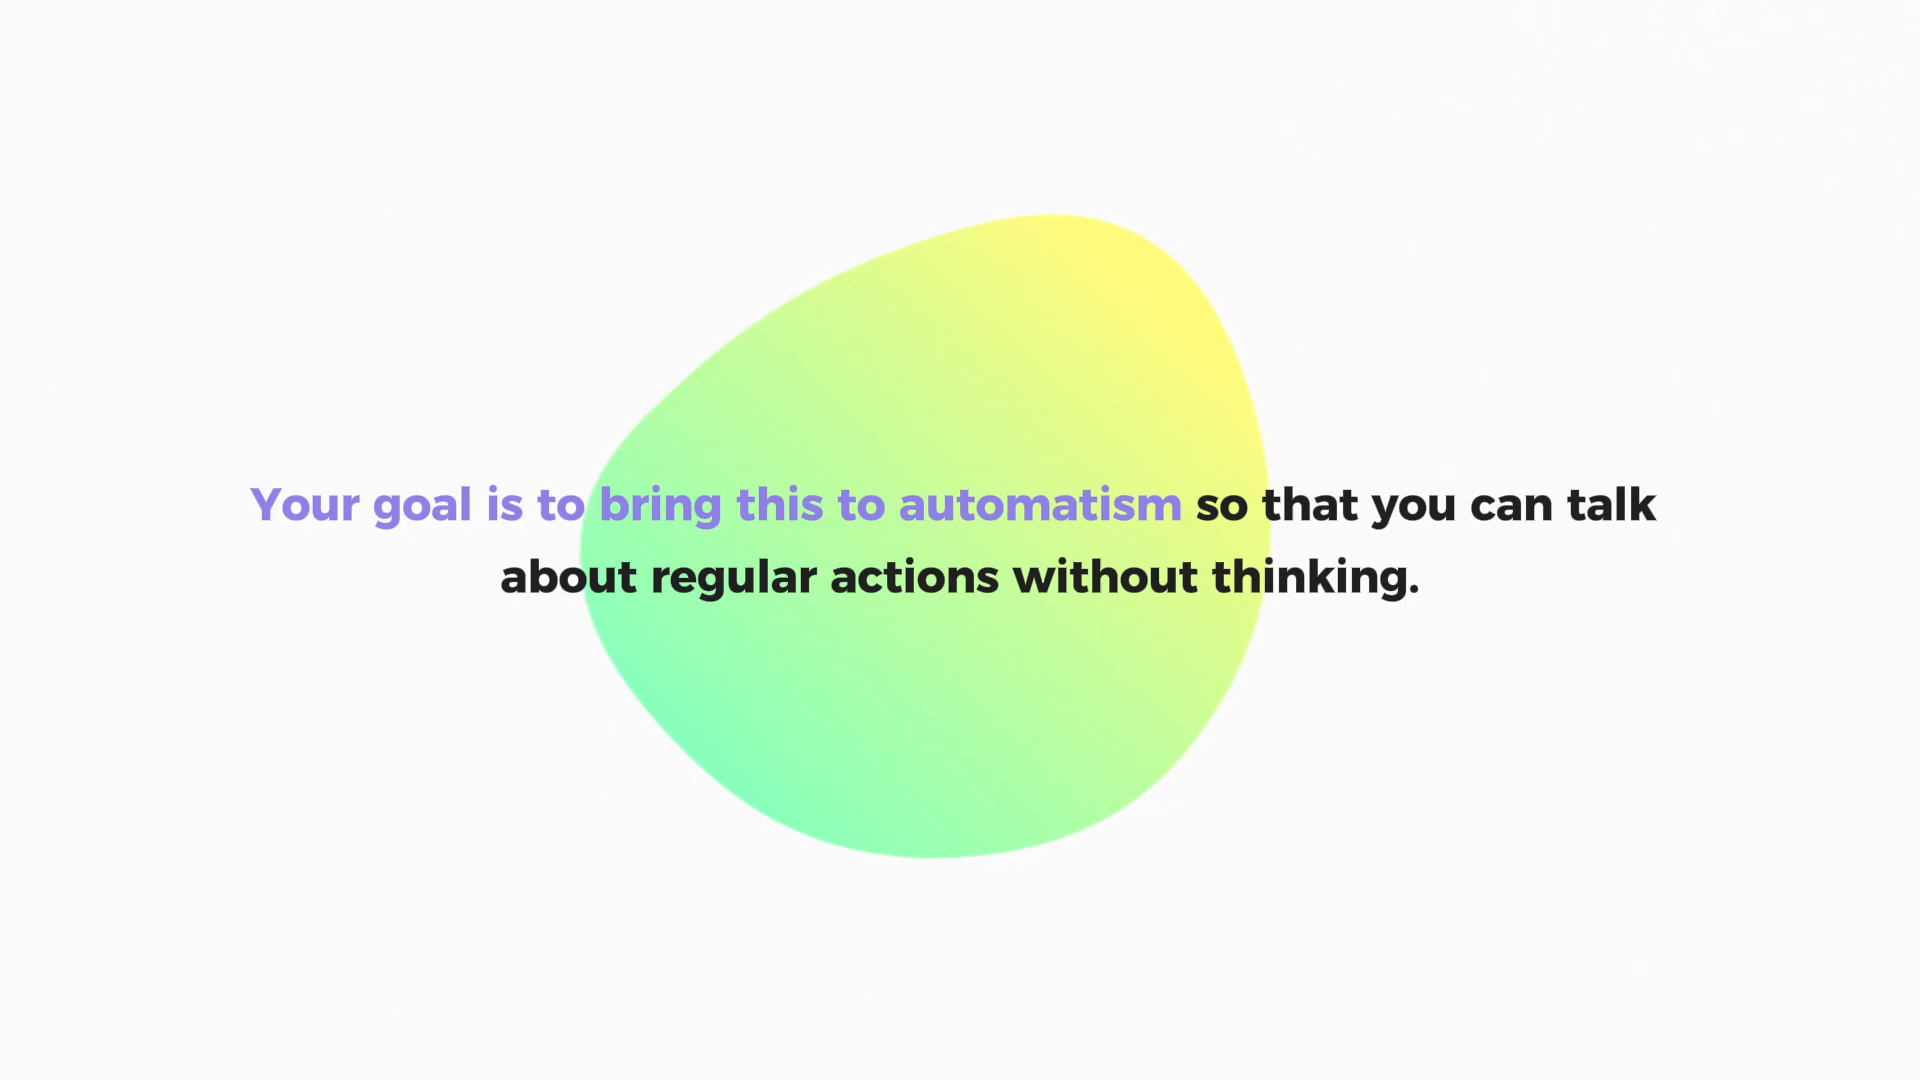 Your goal is to bring this to automatism so that you can talk
about regular actions without thinking.